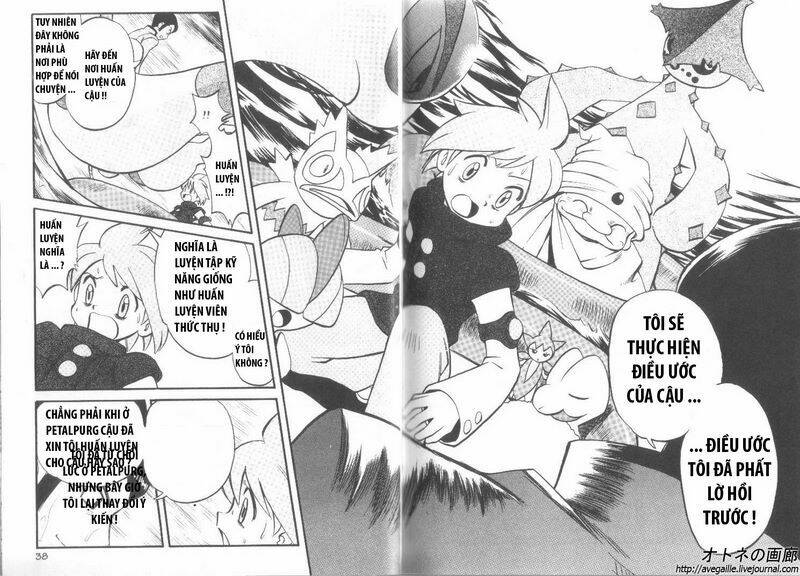 TÔI SẼ
THỰC HIỆN
ĐIỀU ƯỚC
CỦA CẬU ...
... ĐIỀU ƯỚC
TÔI ĐÃ PHẤT
LỜ HỒI
TRƯỚC !
TUY NHIÊN
ĐÂY KHÔNG
PHẢI LÀ
NƠI PHÙ
HỢP ĐỂ NÓI
CHUYỆN ...
HÃY ĐẾN
NƠI HUẤN
LUYỆN CỦA
CẬU !!
!!
HUẤN
LUYỆN
... !?!
HUẤN
LUYỆN
NGHĨA
LÀ ... ?
NGHĨA LÀ
LUYỆN TẬP KỸ
NĂNG GIỐNG
NHƯ HUẤN
LUYỆN VIÊN
THỨC THỤ !
CÓ HIỂU
Ý TÔI
KHÔNG ?
CHẲNG PHẢI KHI Ở
PETALPURG CẬU ĐÃ
XIN TÔI HUẤN LUYỆN
CHO CẬU HAY SAO ?
TÔI ĐÃ TỪ CHỐI
LÚC Ở PETALPURG,
NHƯNG BÂY GIỜ
TÔI LẠI THAY ĐỔI Ý
KIẾN !
38
オトネの画廊
http://avegaille.livejournal.com